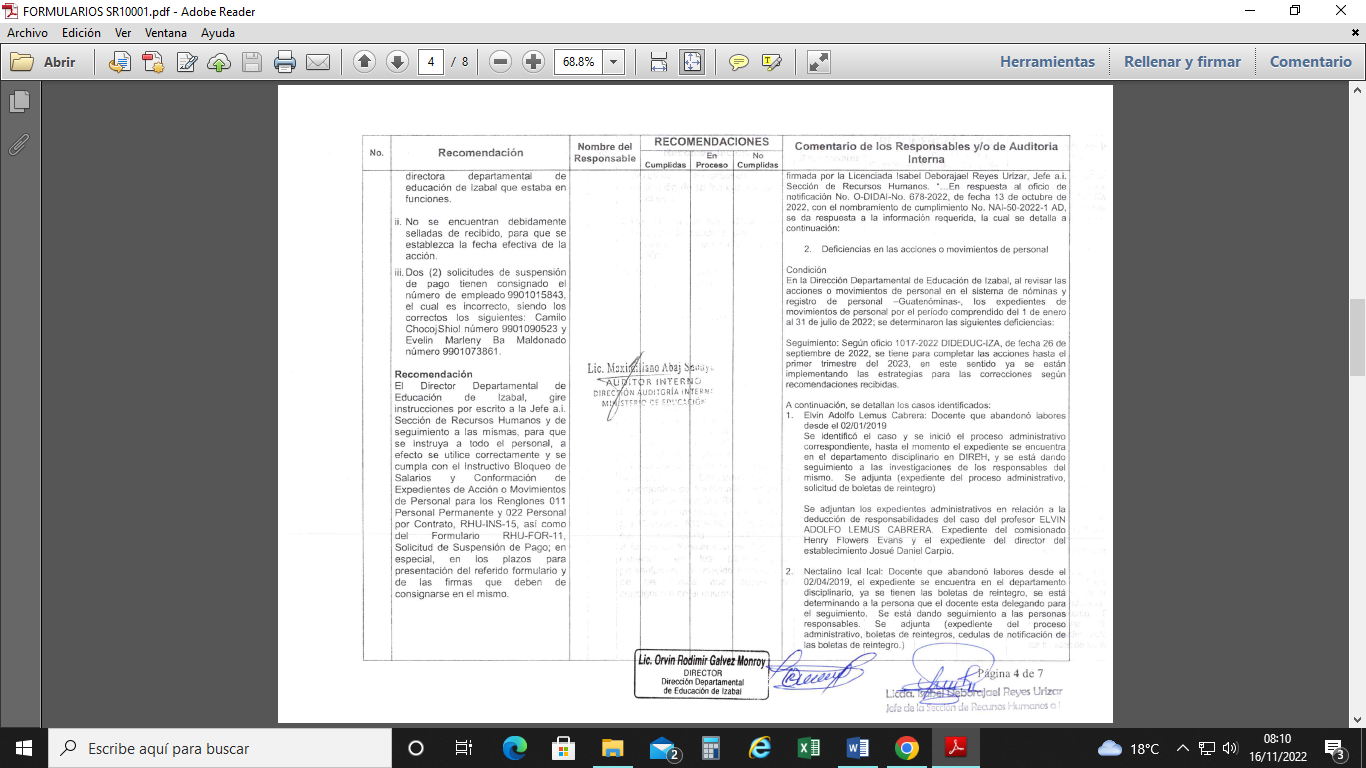 FORMULARIOS SR10001.pdf - Adobe Reader
Archivo Edición Ver Ventana Ayuda
Abrir 4 / 8 68.8% Herramientas Rellenar y firmar Comentario
No. Recomendación Nombre del Responsable RECOMENDACIONES Comentario de los Responsables y/o de Auditoria Interna
Cumplidas En Proceso No Cumplidas
directora departamental de
educación de Izabal que estaba en
funciones.
ii. No se encuentran debidamente
selladas de recibido, para que se
establezca la fecha efectiva de la
acción.
iii. Dos (2) solicitudes de suspensión
de pago tienen consignado el
número de empleado 9901015843,
el cual es incorrecto, siendo los
correctos los siguientes: Camilo
ChocojShiol número 9901090523 y
Evelin Marleny Ba Maldonado
número 9901073861.
Recomendación
El Director Departamental de
Educación de Izabal, gire
instrucciones por escrito a la Jefe a.i.
Sección de Recursos Humanos y de
seguimiento a las mismas, para que
se instruya a todo el personal, a
efecto se utilice correctamente y se
cumpla con el Instructivo Bloqueo de
Salarios y Conformación de
Expedientes de Acción o Movimientos
de Personal para los Renglones 011
Personal Permanente y 022 Personal
por Contrato, RHU-INS-15, así como
del Formulario RHU-FOR-11,
Solicitud de Suspensión de Pago; en
especial, en los plazos para
presentación del referido formulario y
de las firmas que deben de
consignarse en el mismo.
Lic. Maximiliano Abaj
AUDITOR INTERNO
DIRECCIÓN AUDITORÍA INTERNA
MINISTERIO DE EDUCACIÓN
firmada por la Licenciada Isabel Deborajael Reyes Urizar, Jefe a.i.
Sección de Recursos Humanos. "...En respuesta al oficio de
notificación No. O-DIDAI-No. 678-2022, de fecha 13 de octubre de
2022, con el nombramiento de cumplimiento No. NAI-50-2022-1 AD,
se da respuesta a la información requerida, la cual se detalla a
continuación:
2. Deficiencias en las acciones o movimientos de personal
Condición
En la Dirección Departamental de Educación de Izabal, al revisar las
acciones o movimientos de personal en el sistema de nóminas y
registro de personal –Guatenóminas-, los expedientes de
movimientos de personal por el período comprendido del 1 de enero
al 31 de julio de 2022; se determinaron las siguientes deficiencias:
Seguimiento: Según oficio 1017-2022 DIDEDUC-IZA, de fecha 26 de
septiembre de 2022, se tiene para completar las acciones hasta el
primer trimestre del 2023, en este sentido ya se están
implementando las estrategias para las correcciones según
recomendaciones recibidas.
A continuación, se detallan los casos identificados:
1. Elvin Adolfo Lemus Cabrera: Docente que abandonó labores
desde el 02/01/2019
Se identificó el caso y se inició el proceso administrativo
correspondiente, hasta el momento el expediente se encuentra
en el departamento disciplinario en DIREH, y se está dando
seguimiento a las investigaciones de los responsables del
mismo. Se adjunta (expediente del proceso administrativo,
solicitud de boletas de reintegro)
Se adjuntan los expedientes administrativos en relación a la
deducción de responsabilidades del caso del profesor ELVIN
ADOLFO LEMUS CABRERA. Expediente del comisionado
Henry Flowers Evans y el expediente del director del
establecimiento Josué Daniel Carpio.
2. Nectalino Ical Ical: Docente que abandonó labores desde el
02/04/2019, el expediente se encuentra en el departamento
disciplinario, ya se tienen las boletas de reintegro, se está
determinando a la persona que el docente esta delegando para
el seguimiento. Se está dando seguimiento a las personas
responsables. Se adjunta (expediente del proceso
administrativo, boletas de reintegros, cedulas de notificación de
las boletas de reintegro.)
Lic. Orvin Rodimir Galvez Monroy
DIRECTOR
Dirección Departamental
de Educación de Izabal
Página 4 de 7
Licda. Isabel Deborajael Reyes Urizar
Jefe de la Sección de Recursos Humanos a.i
Escribe aquí para buscar
2
18°C
08:10
16/11/2022
3